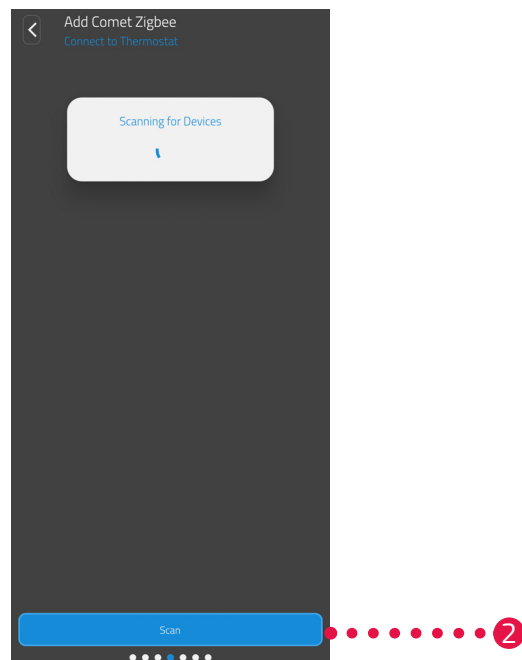 Add Comet Zigbee
Connect to Thermostat
Scanning for Devices
Scan
2